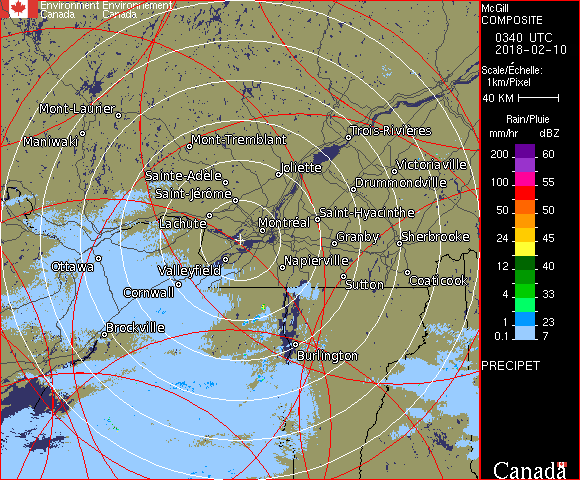 Environment Environnement
Canada Canada
McGill
COMPOSITE
0340 UTC
2018-02-10
Scale/Échelle:
1km/Pixel
40 KM
Rain/Pluie
mm/hr dBZ
200 60
55
100 55
50 50
45
24 40
12 40
4 33
1 23
0.1 7
PRECIPET
Mont-Laurier
Maniwaki
Mont-Tremblant
Trois-Rivières
Sainte-Adèle
Joliette
Victoriaville
Saint-Jérôme
Drummondville
Lachute
Montréal
Saint-Hyacinthe
Granby
Sherbrooke
Ottawa
Valleyfield
Napierville
Cornwall
Sutton
Coaticook
Brockville
Burlington
Canada